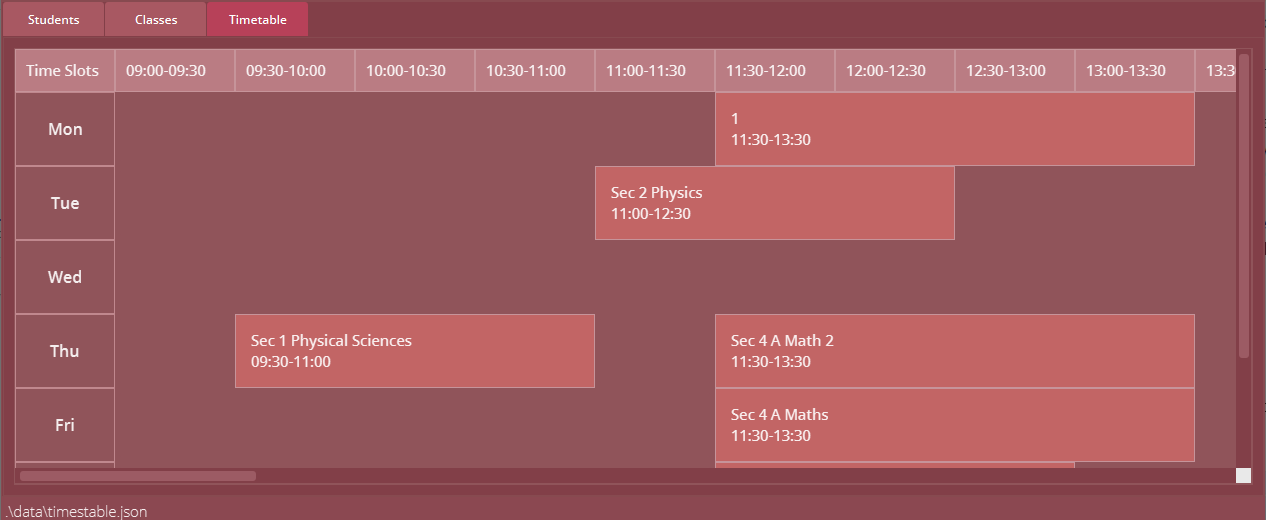 Students Classes Timetable
Time Slots 09:00-09:30 09:30-10:00 10:00-10:30 10:30-11:00 11:00-11:30 11:30-12:00 12:00-12:30 12:30-13:00 13:00-13:30 13:3
Mon
1
11:30-13:30
Tue
Sec 2 Physics
11:00-12:30
Wed
Thu
Sec 1 Physical Sciences
09:30-11:00
Sec 4 A Math 2
11:30-13:30
Fri
Sec 4 A Maths
11:30-13:30
.\data\timestable.json